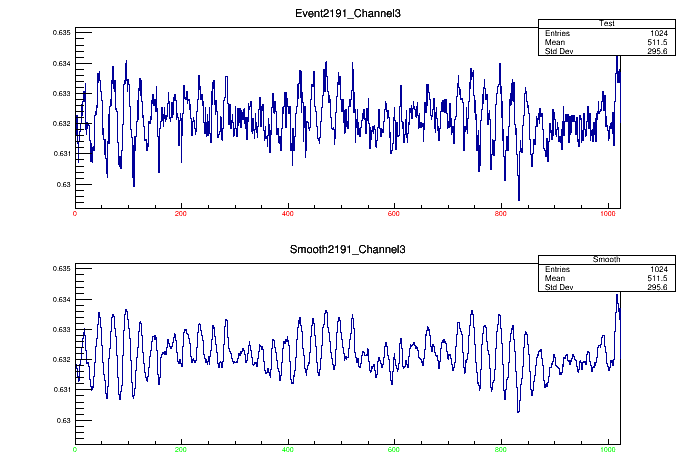 Event2191_Channel3
Test
Entries 1024
Mean 511.5
Std Dev 295.6
0.635
0.634
0.633
0.632
0.631
0.63
0 200 400 600 800 1000
Smooth2191_Channel3
Smooth
Entries 1024
Mean 511.5
Std Dev 295.6
0.635
0.634
0.633
0.632
0.631
0.63
0 200 400 600 800 1000